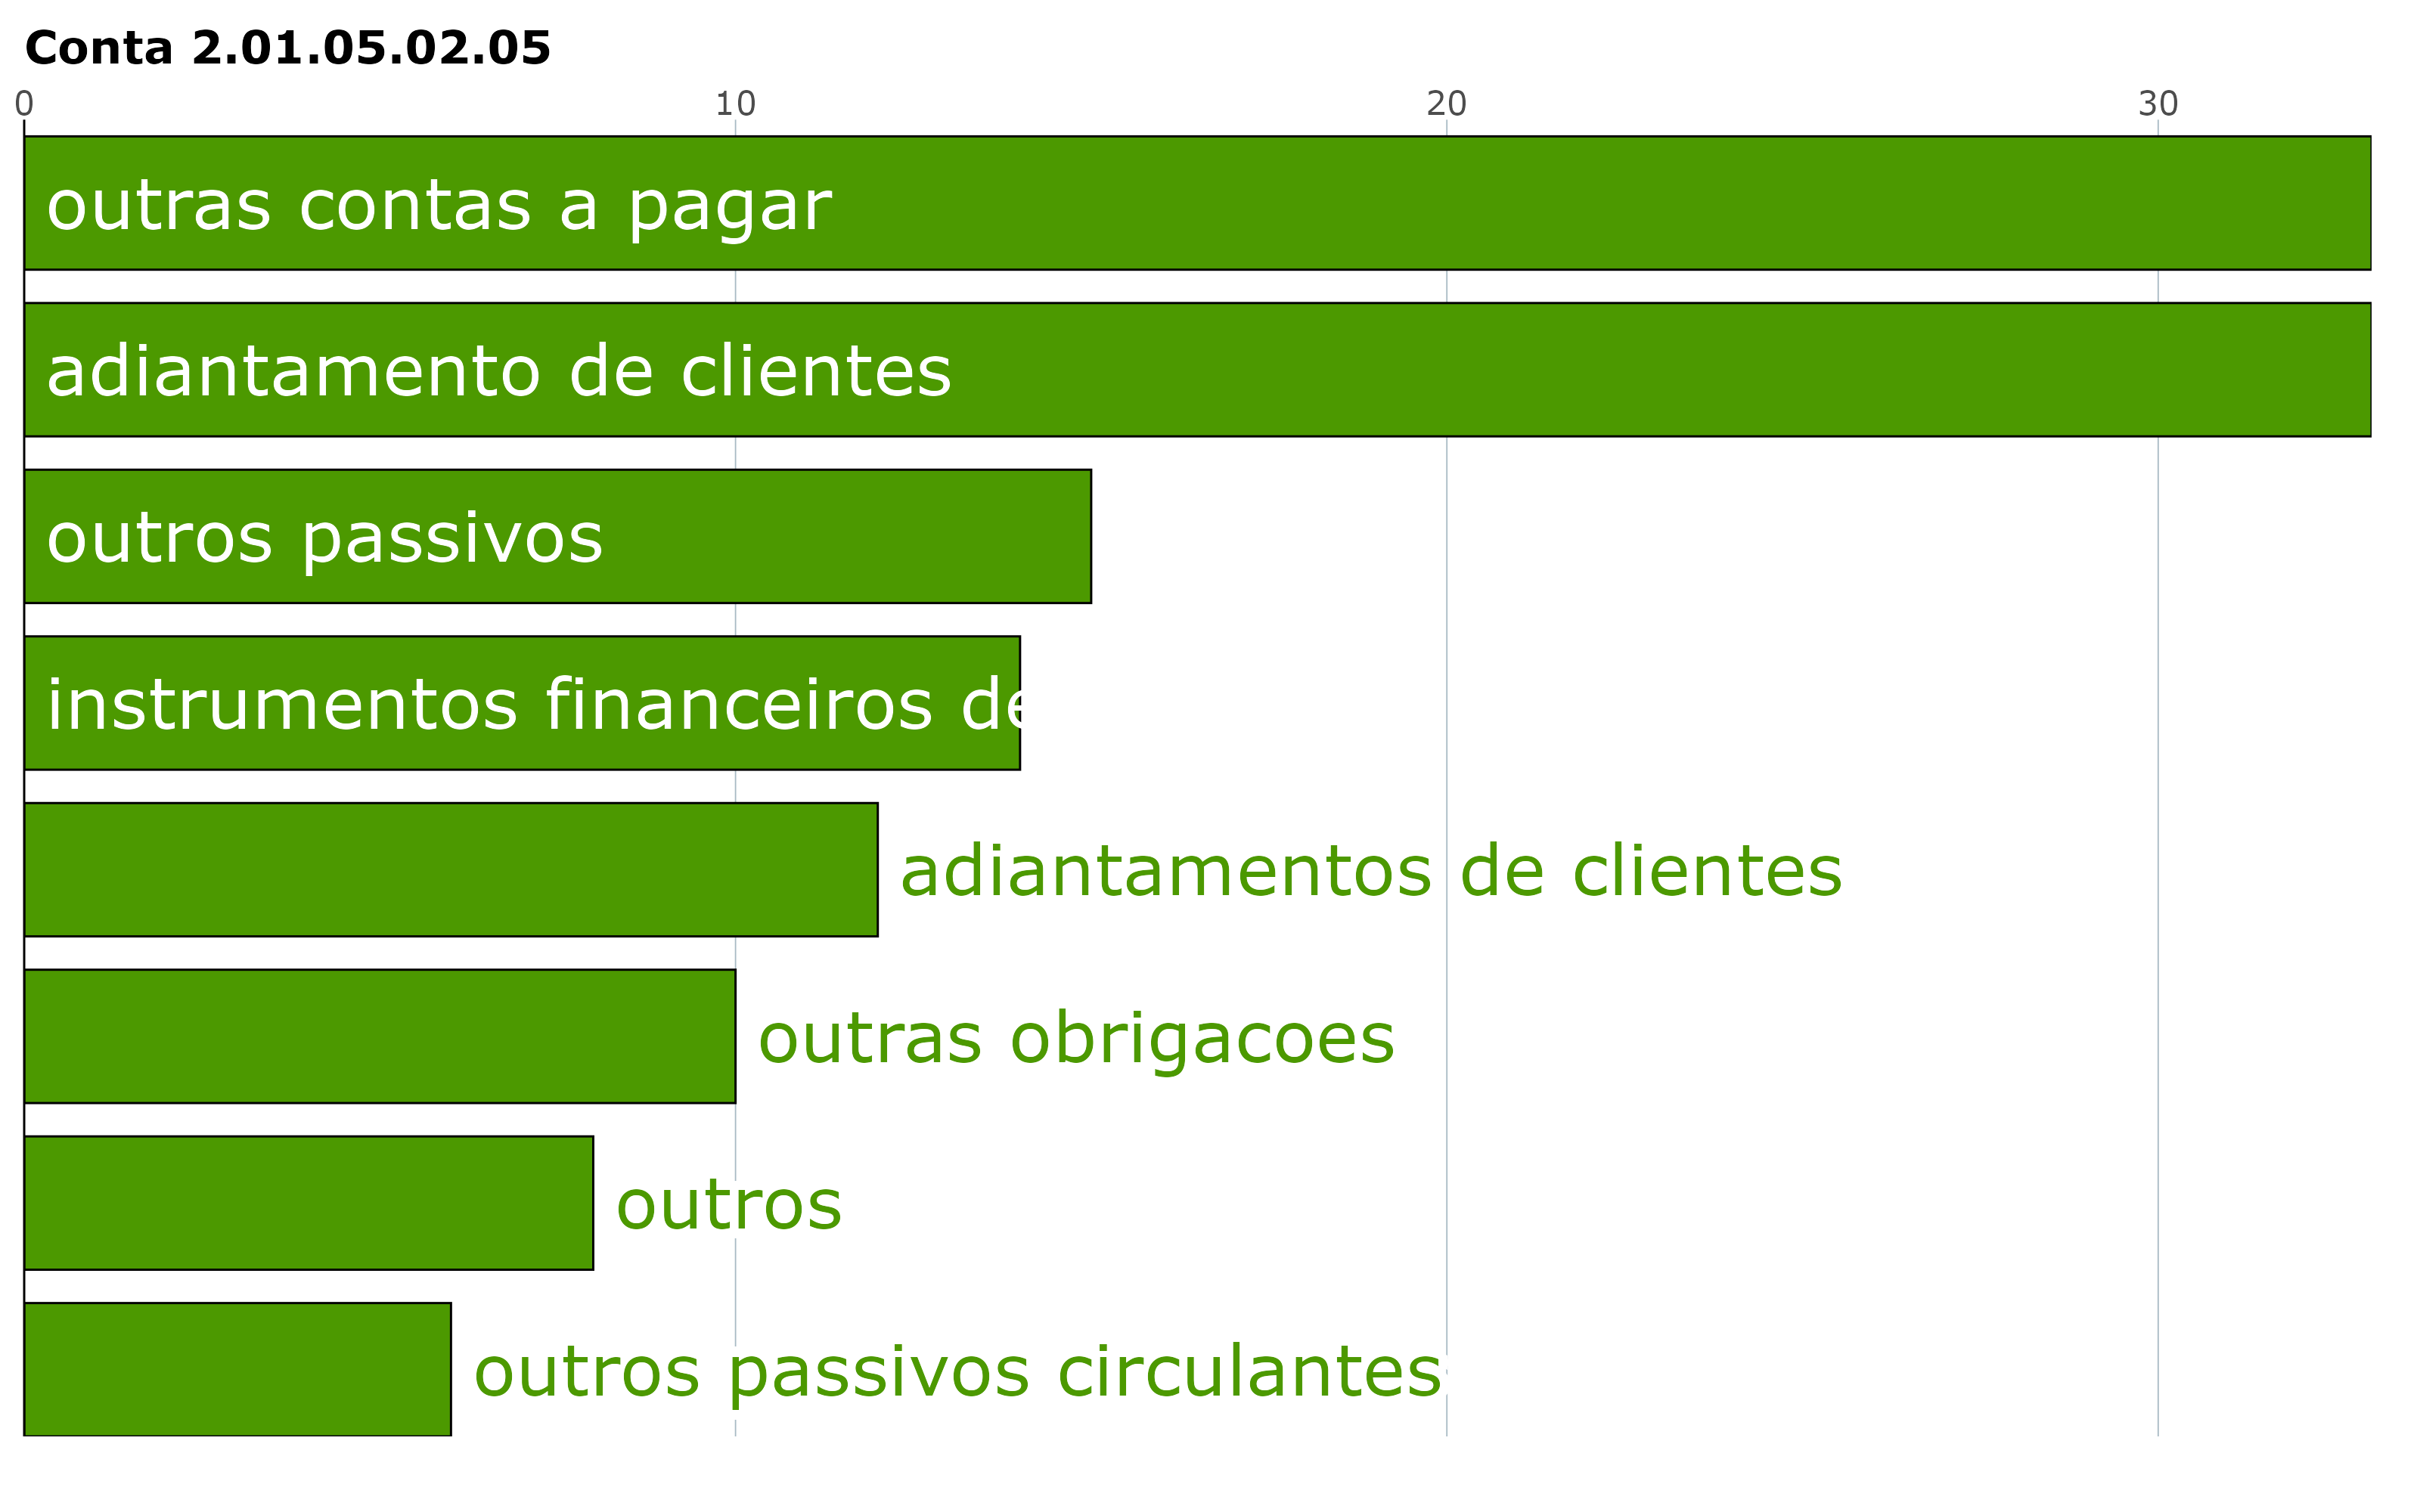 Conta 2.01.05.02.05
0 10 20 30
outras contas a pagar
adiantamento de clientes
outros passivos
instrumentos financeiros de
adiantamentos de clientes
outras obrigacoes
outros
outros passivos circulantes